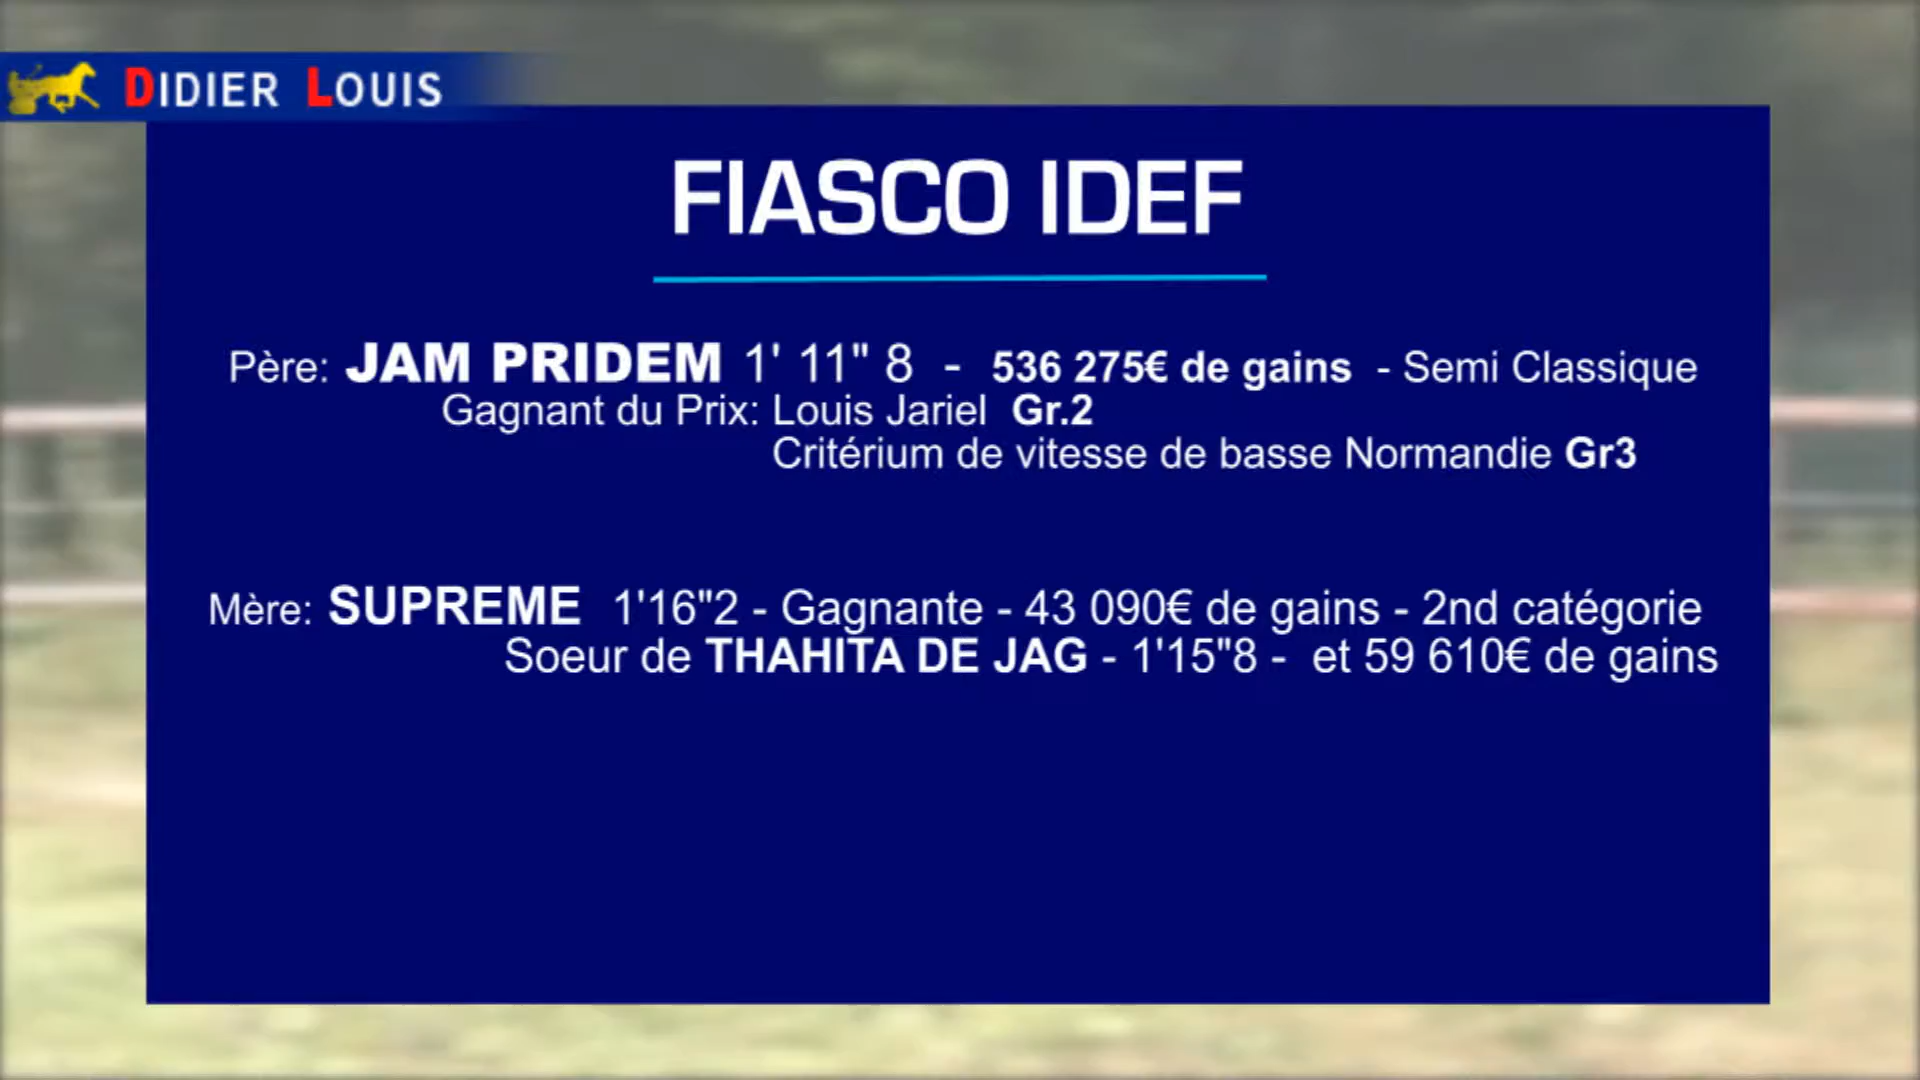 DIDIER LOUIS
FIASCO IDEF
Père: JAM PRIDEM 1' 11" 8 - 536 275€ de gains - Semi Classique
Gagnant du Prix: Louis Jariel Gr.2
Critérium de vitesse de basse Normandie Gr3
Mère: SUPREME 1'16"2 - Gagnante - 43 090€ de gains - 2nd catégorie
Soeur de THAHITA DE JAG - 1'15"8 - et 59 610€ de gains